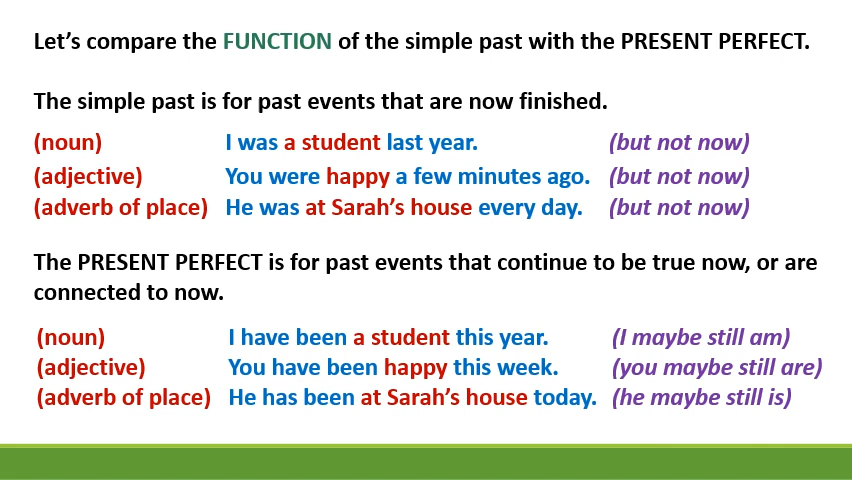 Let's compare the FUNCTION of the simple past with the PRESENT PERFECT.
The simple past is for past events that are now finished.
(noun) I was a student last year. (but not now)
(adjective) You were happy a few minutes ago. (but not now)
(adverb of place) He was at Sarah's house every day. (but not now)
The PRESENT PERFECT is for past events that continue to be true now, or are
connected to now.
(noun) I have been a student this year. (I maybe still am)
(adjective) You have been happy this week. (you maybe still are)
(adverb of place) He has been at Sarah's house today. (he maybe still is)